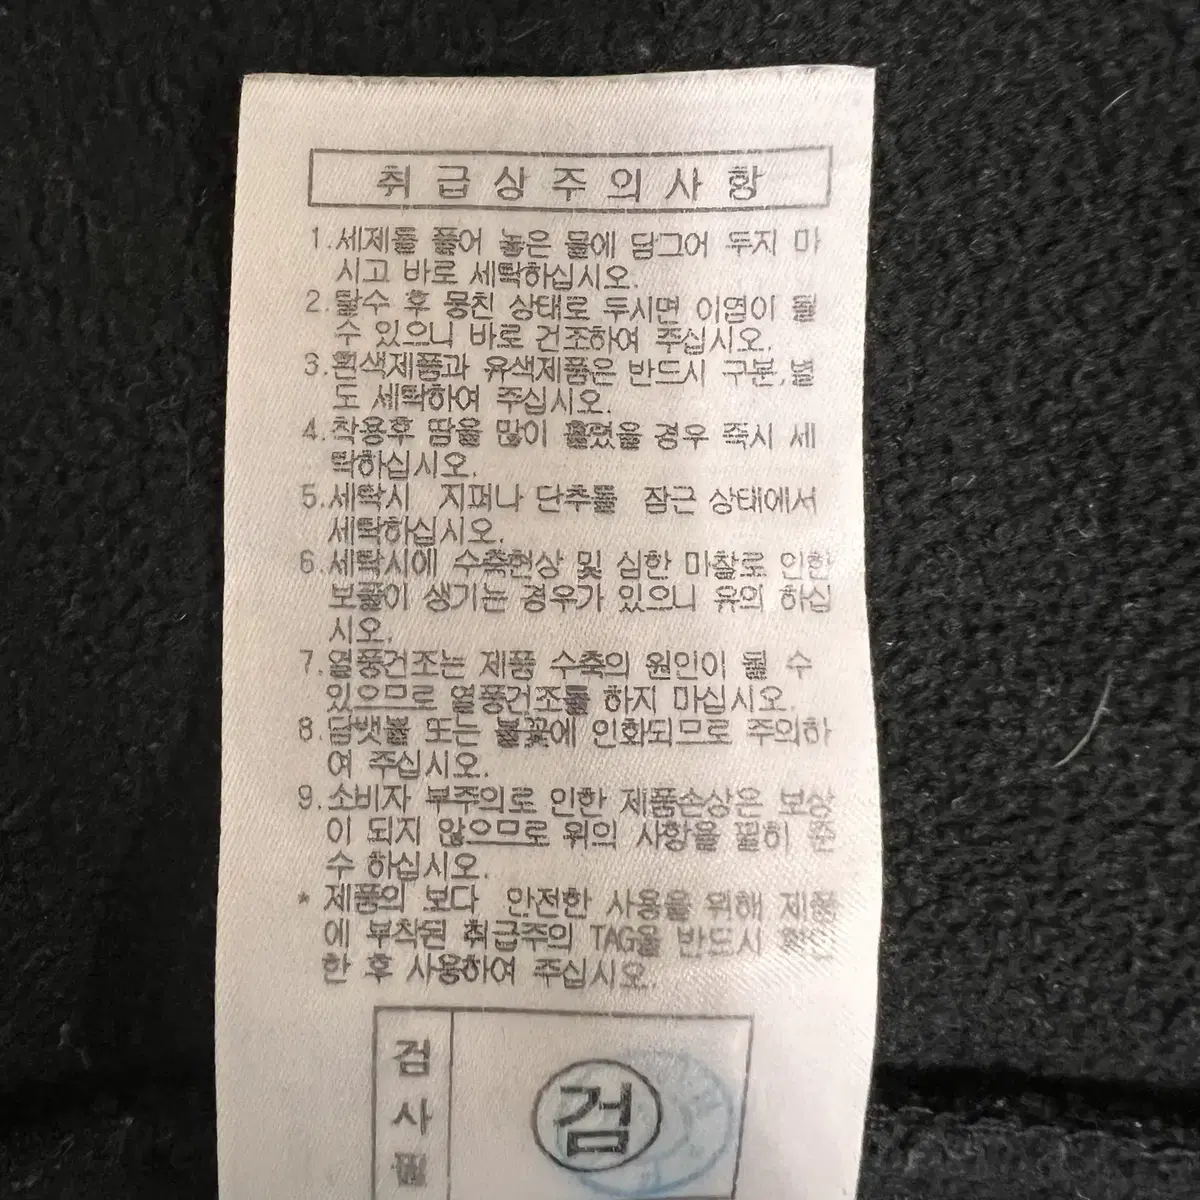 취급상주의사항
1.세제를 풀어 놓은 물에 담그어 두지 마
시고 바로 세탁하십시오.
2.탈수 후 뭉친 상태로 두시면 이염이 될
수 있으니 바로 건조하여 주십시오.
3.흰색제품과 유색제품은 반드시 구분,별
도 세탁하여 주십시오.
4.착용후 땀을 많이 흘렸을 경우 즉시 세
탁하십시오.
5.세탁시 지퍼나 단추를 잠근 상태에서
세탁하십시오.
6.세탁시에 수축현상 및 심한 마찰로 인한
보풀이 생기는 경우가 있으니 유의 하십
시오.
7.열풍건조는 제품 수축의 원인이 될 수
있으므로 열풍건조를 하지 마십시오.
8.담뱃불 또는 불꽃에 인화되므로 주의하
여 주십시오.
9.소비자 부주의로 인한 제품손상은 보상
이 되지 않으므로 위의 사항을 필히 준
수 하십시오.
* 제품의 보다 안전한 사용을 위해 제품
에 부착된 취급주의 TAG을 반드시 확인
한 후 사용하여 주십시오.
검사필
검